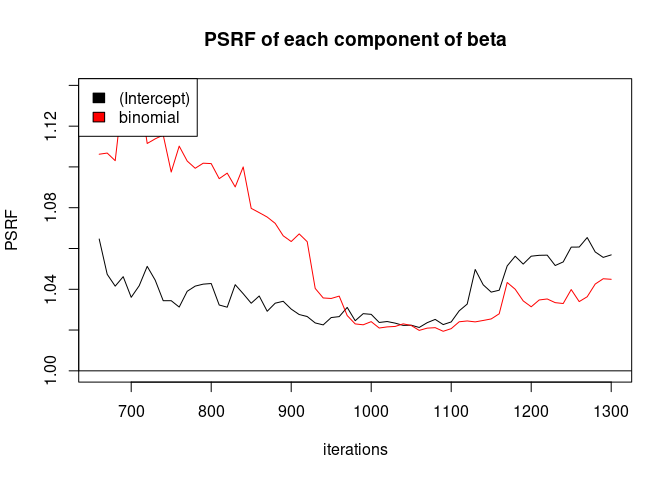 PSRF of each component of beta
(Intercept)
binomial
PSRF
1.12
1.08
1.04
1.00
700 800 900 1000 1100 1200 1300
iterations